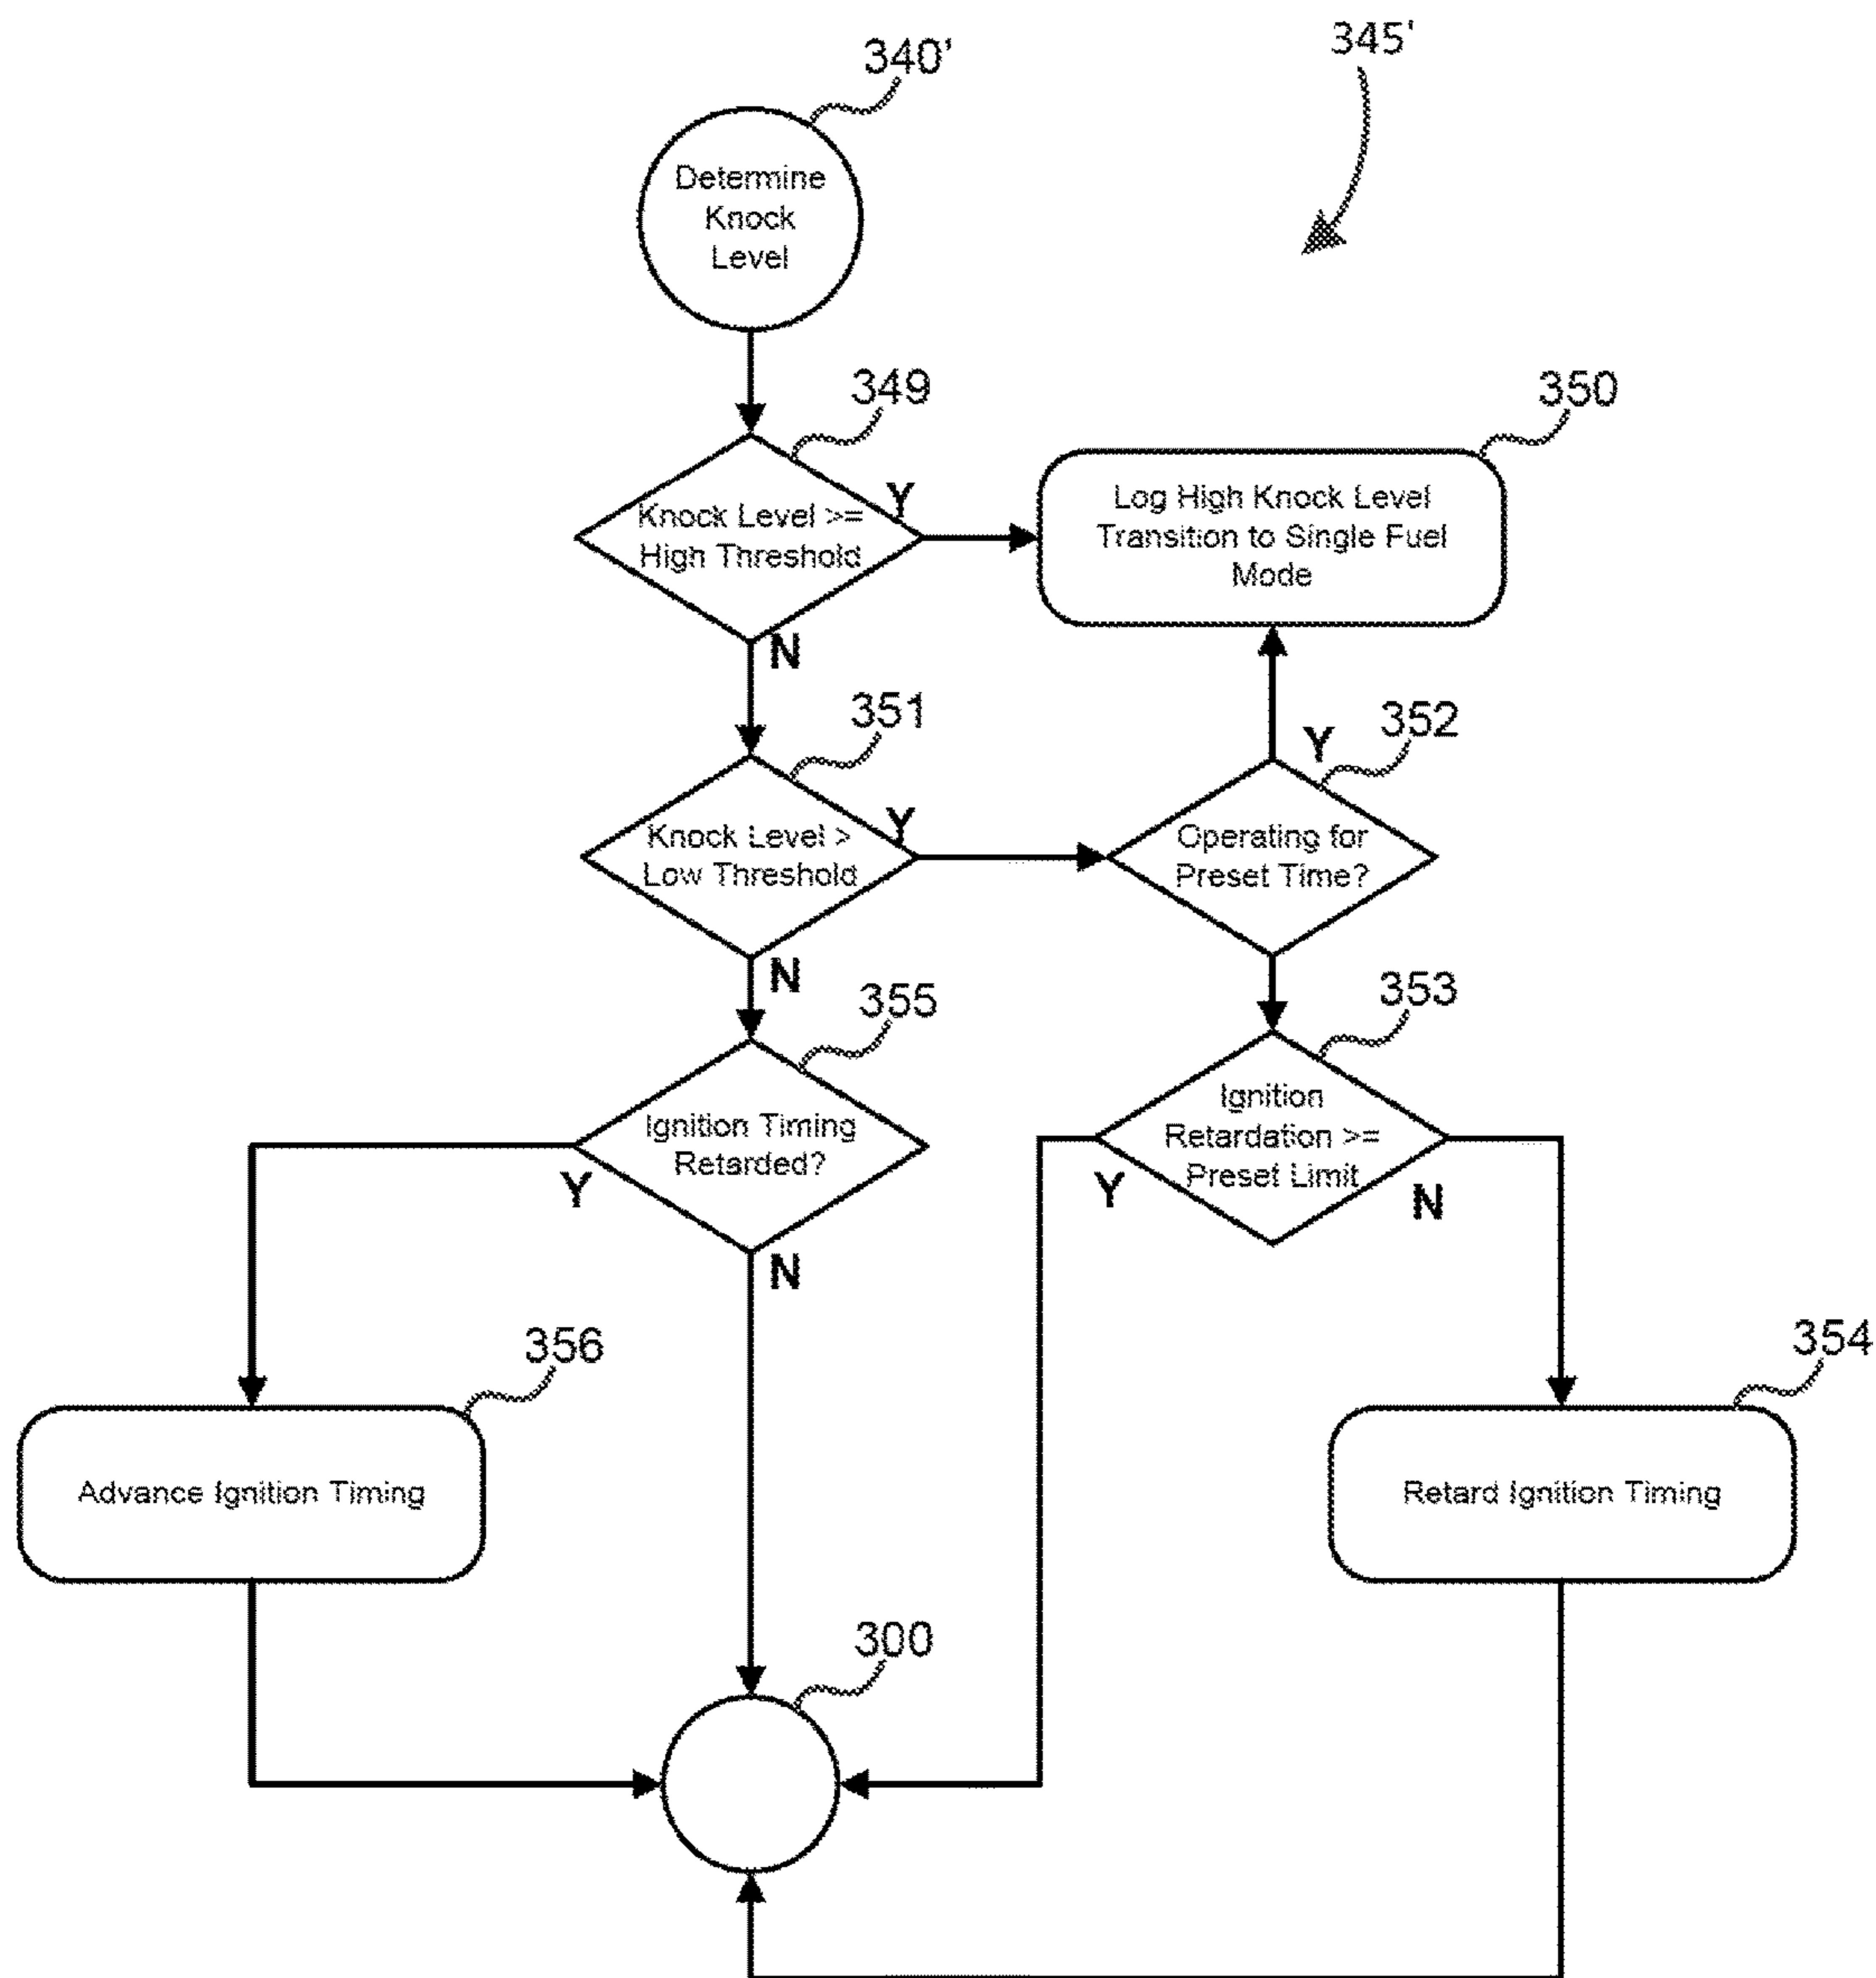 340'
345'
Determine
Knock
Level
349
350
Knock Level >=
High Threshold
Y
Log High Knock Level
Transition to Single Fuel
Mode
N
351
352
Knock Level >
Low Threshold
Y
Y
Operating for
Preset Time?
N
355
353
Ignition Timing
Retarded?
Y
N
Ignition
Retardation >=
Preset Limit
Y
N
356
354
Advance Ignition Timing
Retard Ignition Timing
300